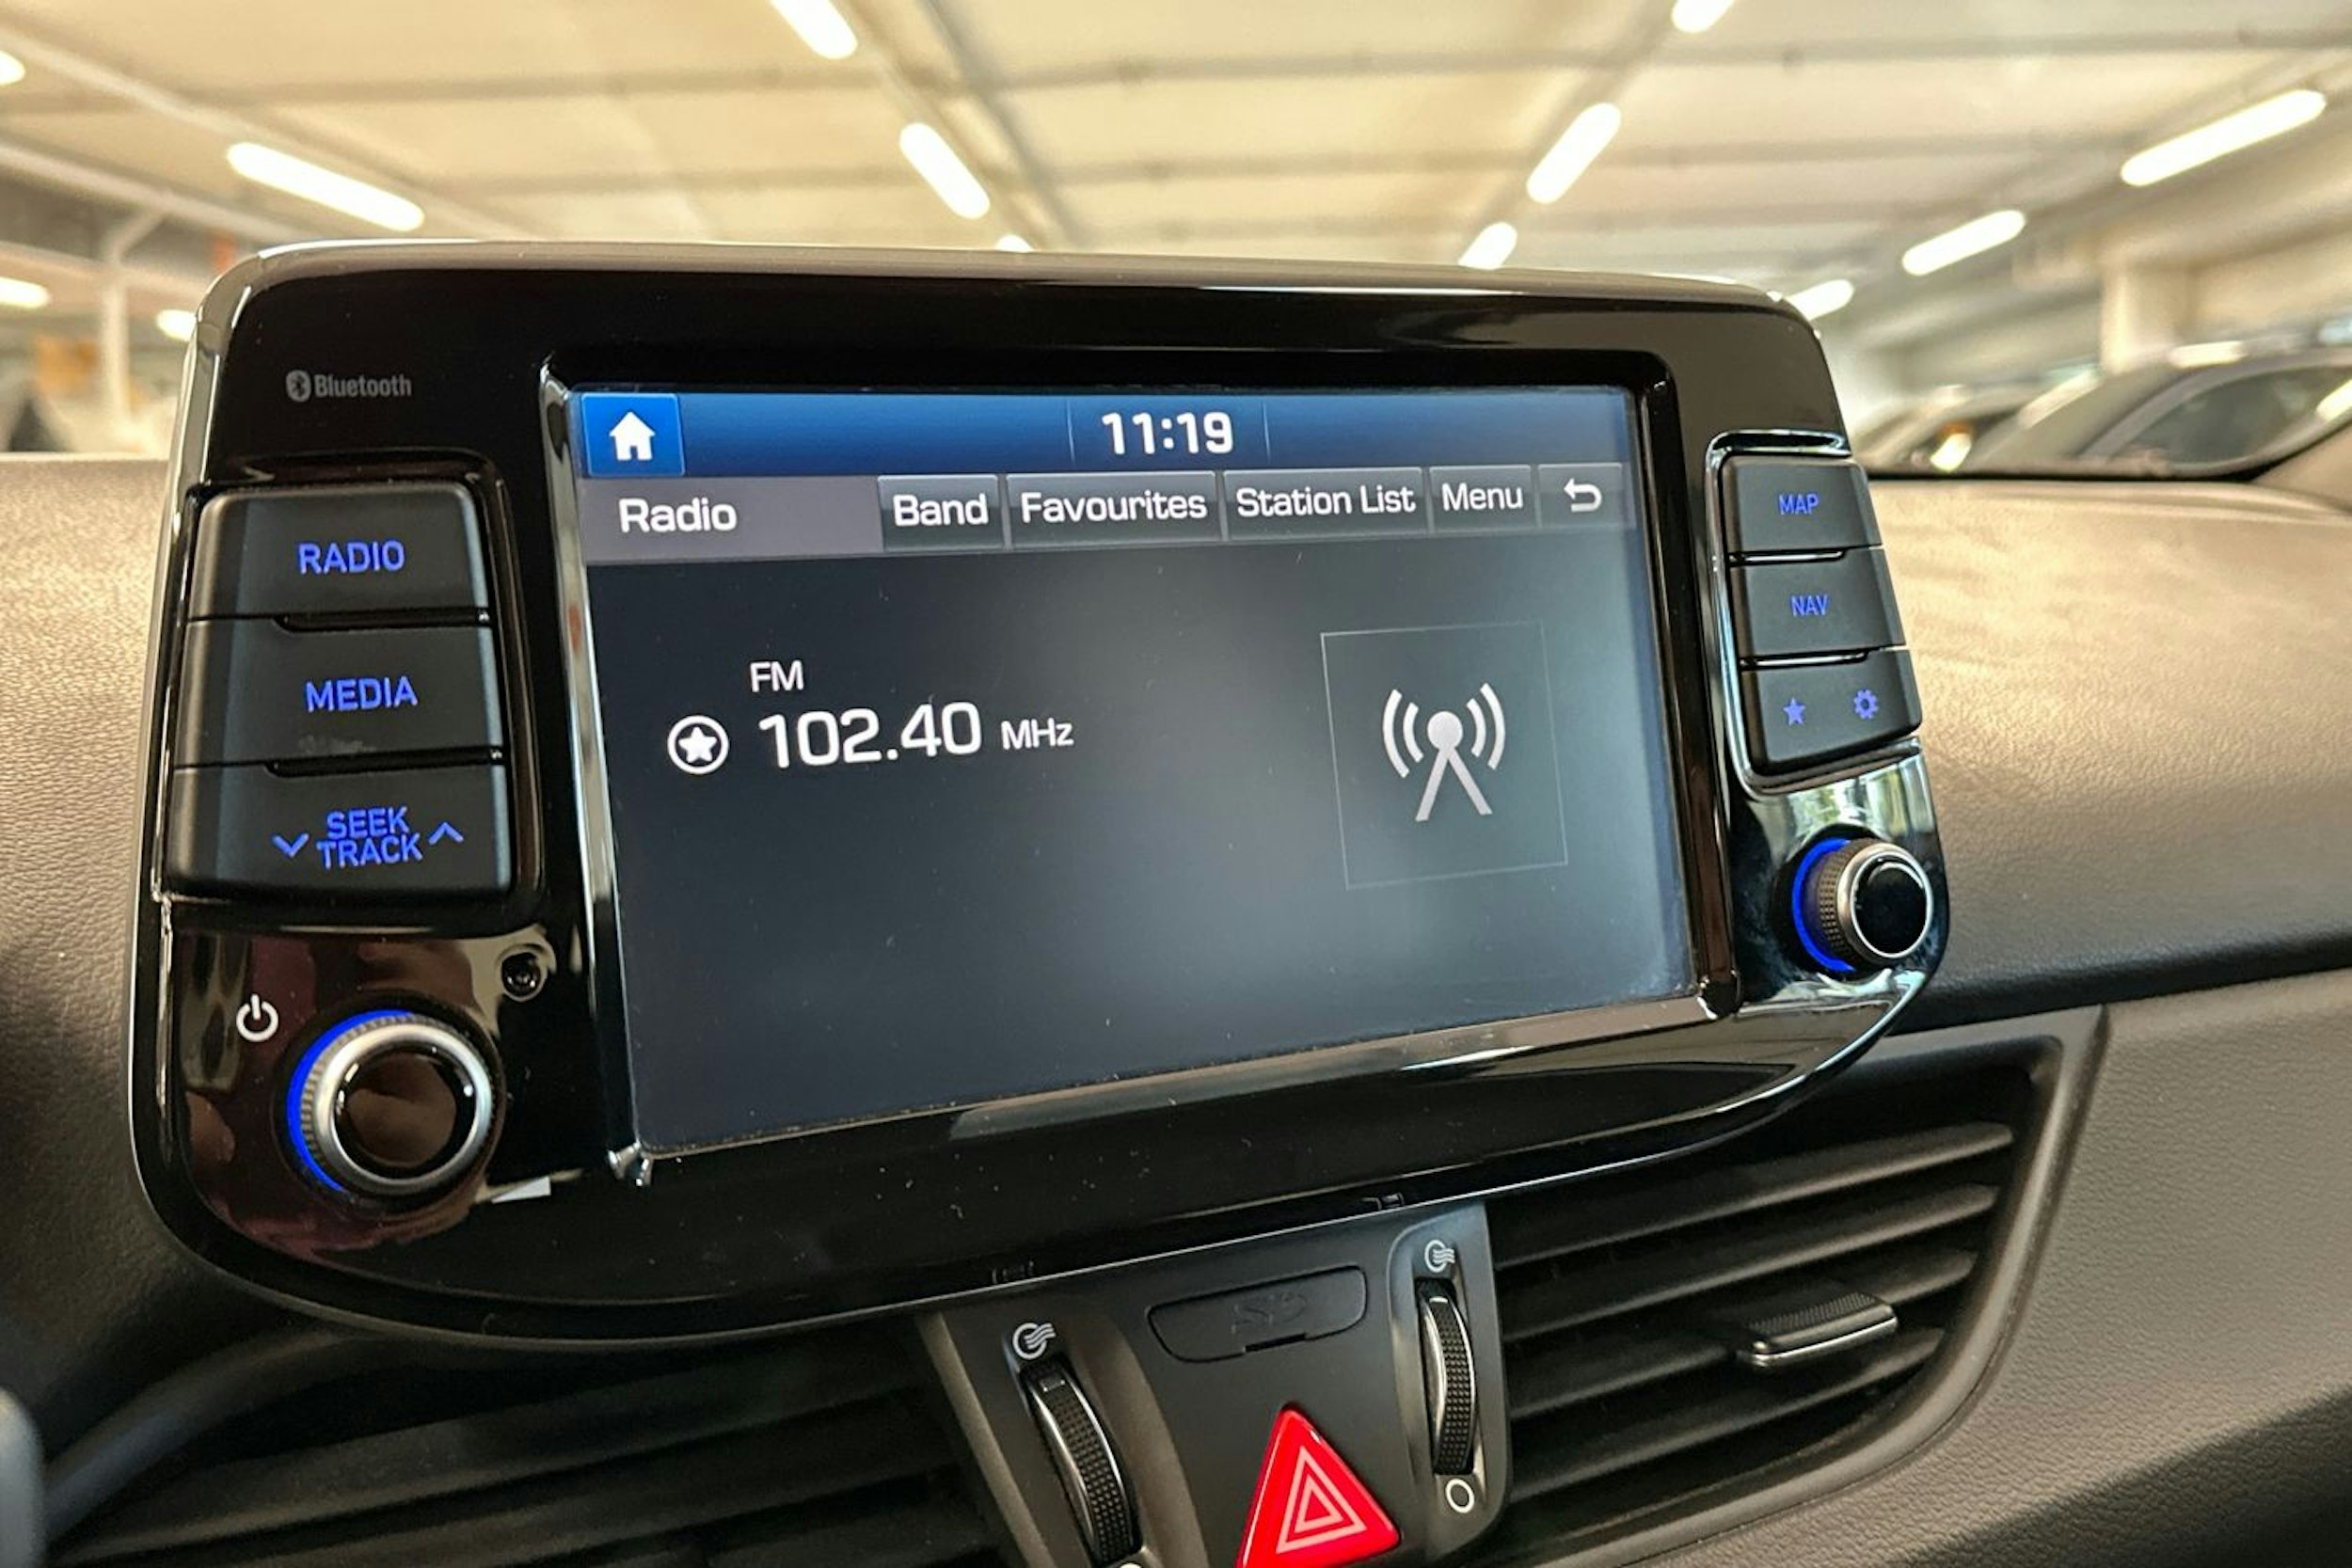 Bluetooth
11:19
Radio Band Favourites Station List Menu
RADIO
MEDIA
SEEK
TRACK
FM
102.40 MHz
MAP
NAV